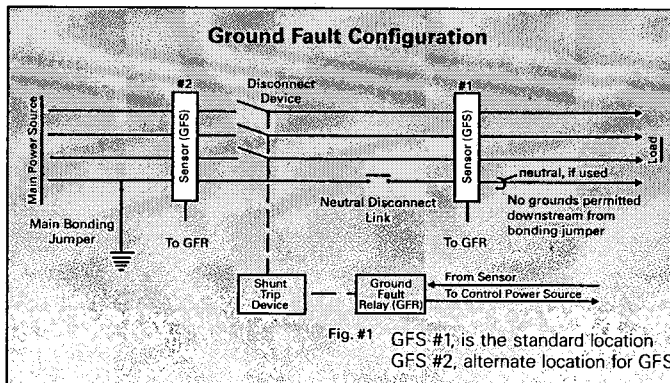 Ground Fault Configuration
#2
Disconnect
Device
#1
Main Power Source
Sensor (GFS)
Sensor (GFS)
Load
neutral, if used
Neutral Disconnect
Link
No grounds permitted
downstream from
bonding jumper
Main Bonding
Jumper
To GFR
To GFR
Shunt
Trip
Device
Ground
Fault
Relay (GFR)
From Sensor
To Control Power Source
Fig. #1
GFS #1, is the standard location
GFS #2, alternate location for GFS